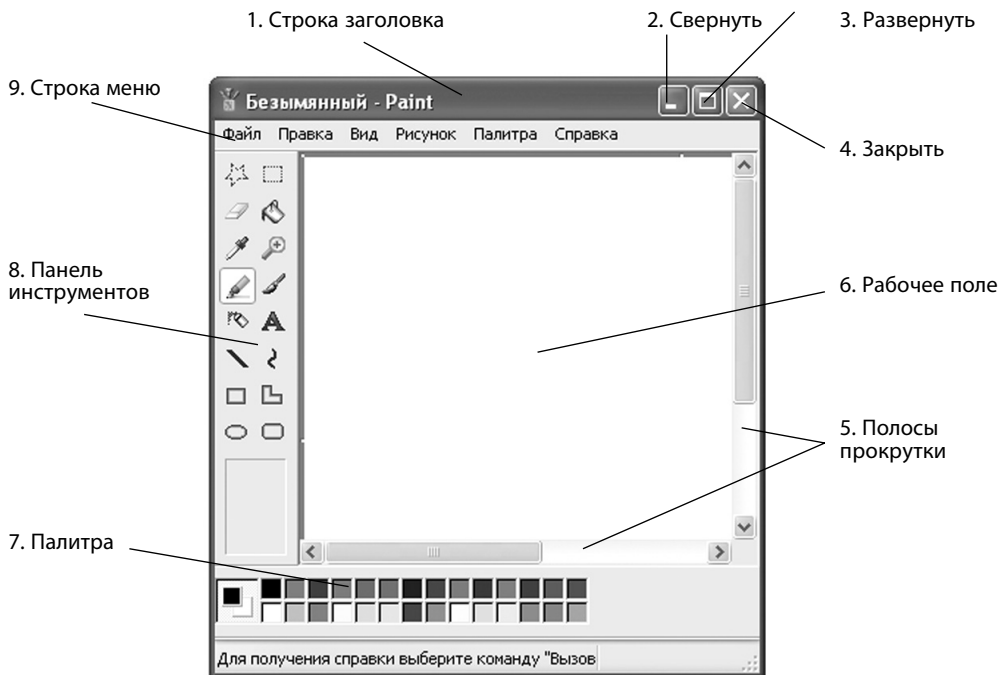 1. Строка заголовка
2. Свернуть
3. Развернуть
9. Строка меню
Безымянный - Paint
Файл Правка Вид Рисунок Палитра Справка
4. Закрыть
8. Панель
инструментов
A
6. Рабочее поле
5. Полосы
прокрутки
7. Палитра
Для получения справки выберите команду "Вызов